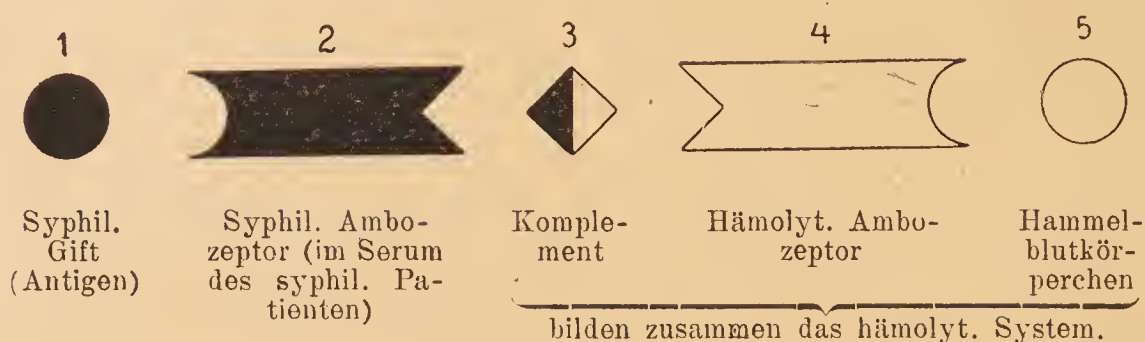 1 2 3 4 5
Syphil. Gift (Antigen)
Syphil. Ambo-
zeptor (im Serum
des syphil. Pa-
tienten)
Komple-
ment
Hämolyt. Ambo-
zeptor
Hammel-
blutkör-
perchen
bilden zusammen das hämolyt. System.